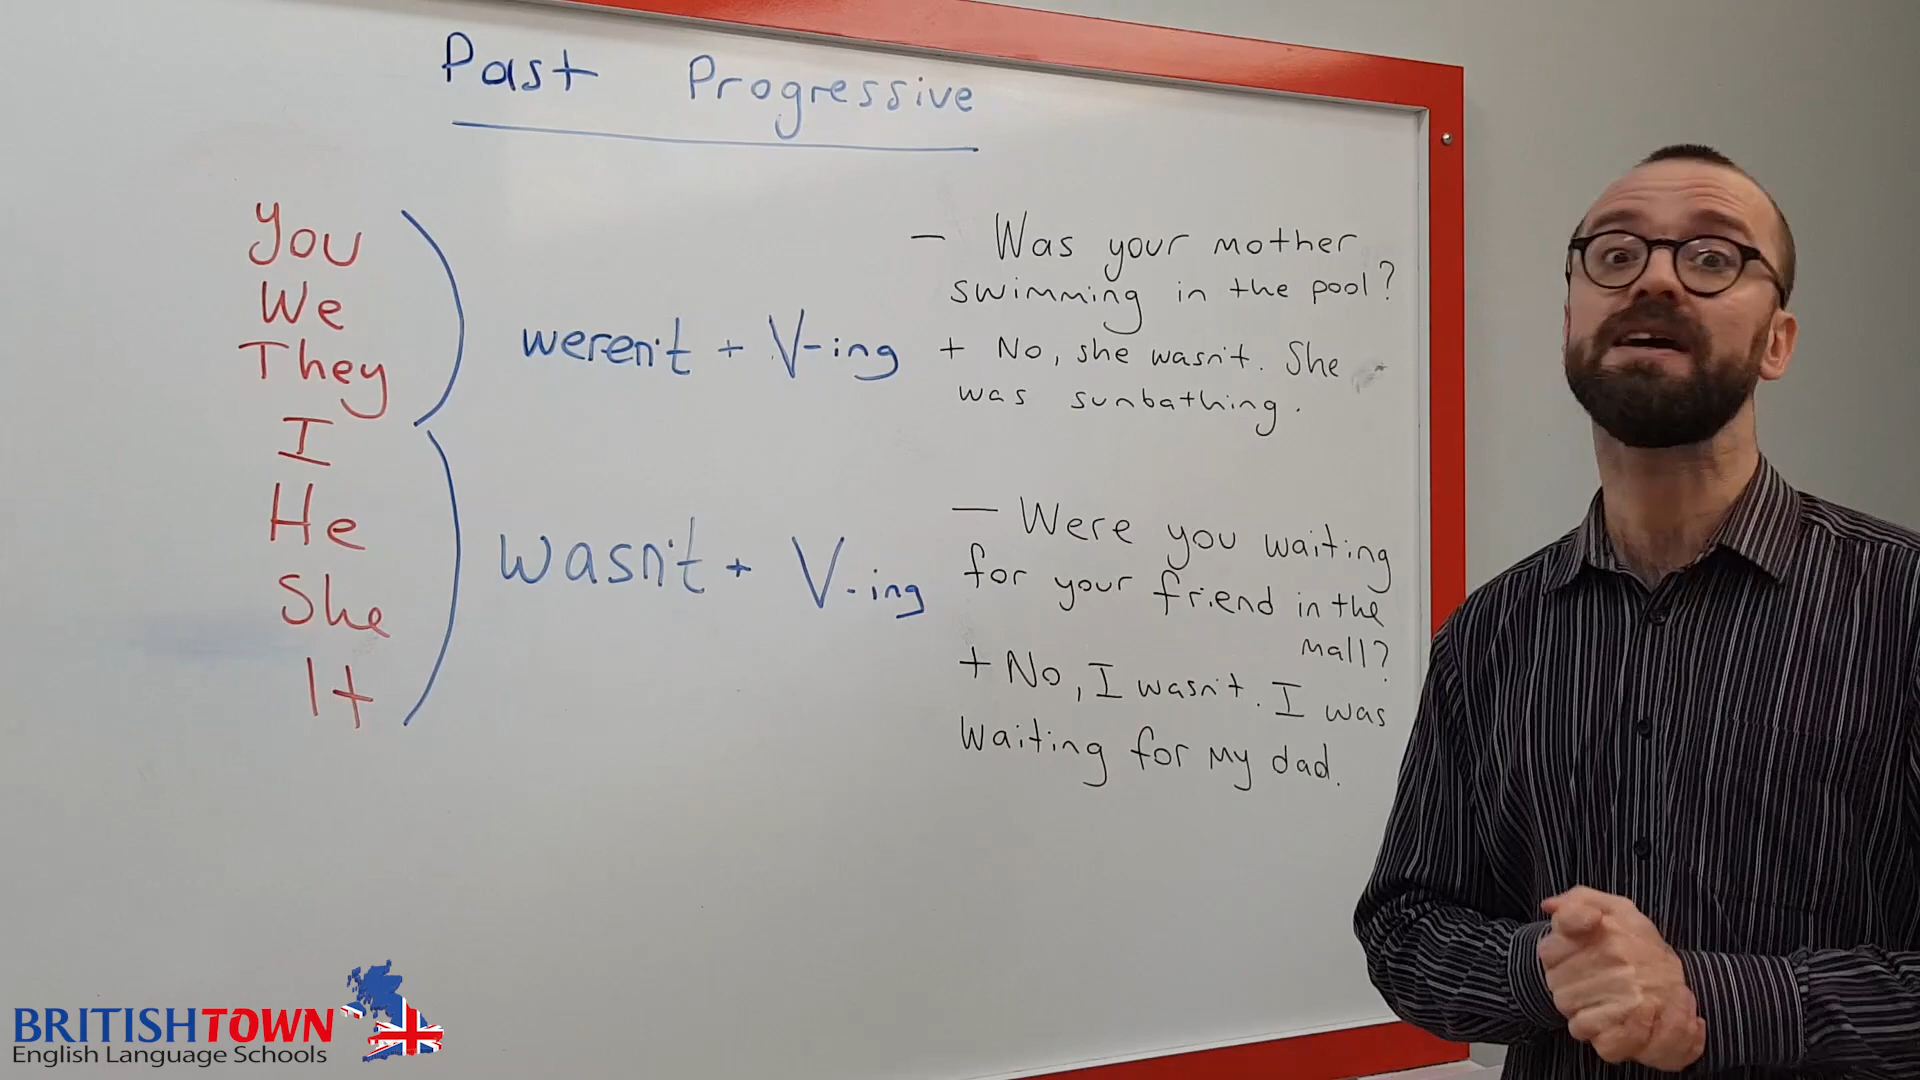 Past Progressive
You
We
They
I
He
She
It
weren't + V-ing
wasn't + V-ing
— Was your mother
swimming in the pool?
+ No, she wasn't. She
was sunbathing.
— Were you waiting
for your friend in the
mall?
+ No, I wasn't. I was
waiting for my dad.
BRITISHTOWN
English Language Schools